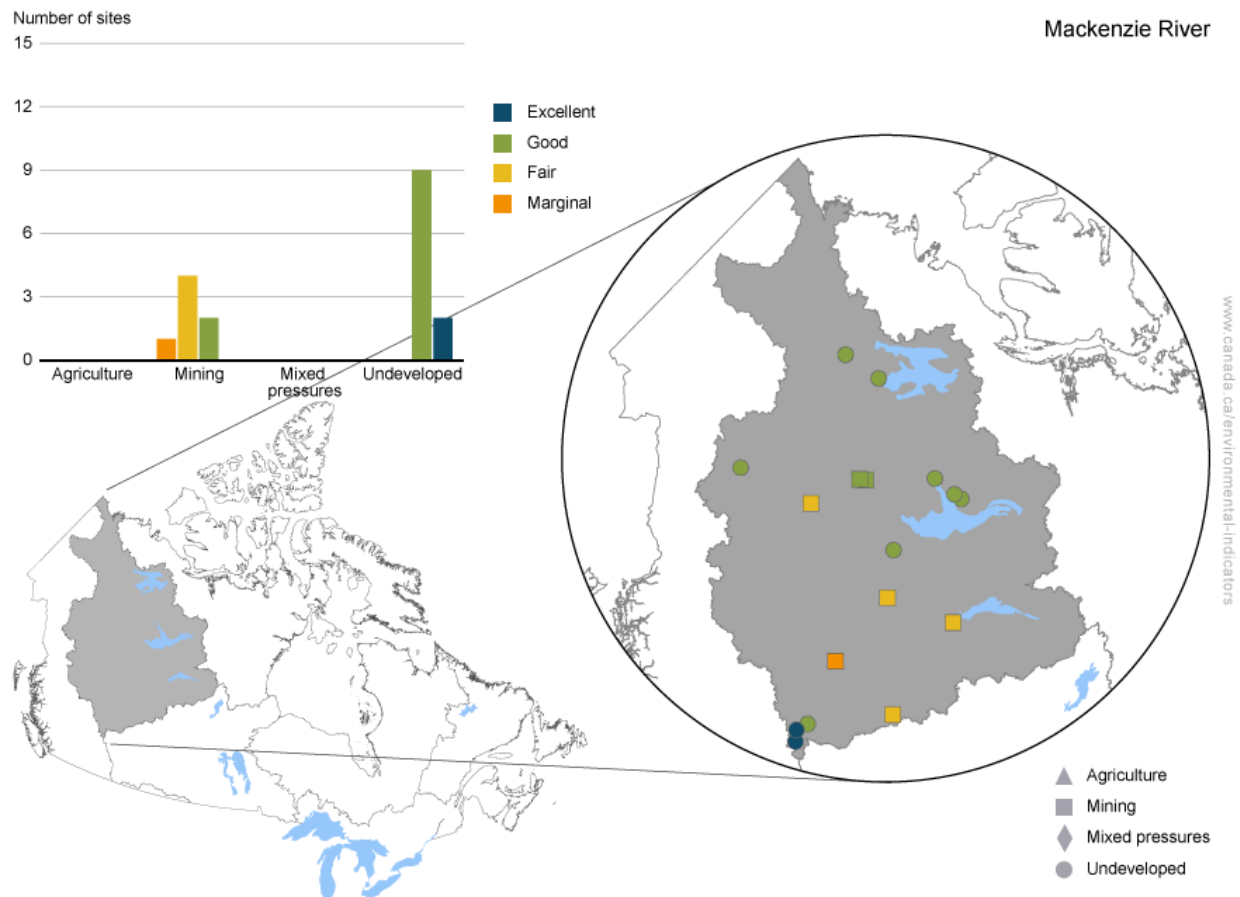 Number of sites
Mackenzie River
15
12
9
6
3
0
Agriculture
Mining
Mixed
pressures
Undeveloped
Excellent
Good
Fair
Marginal
www.canada.ca/environmental-indicators
Agriculture
Mining
Mixed pressures
Undeveloped